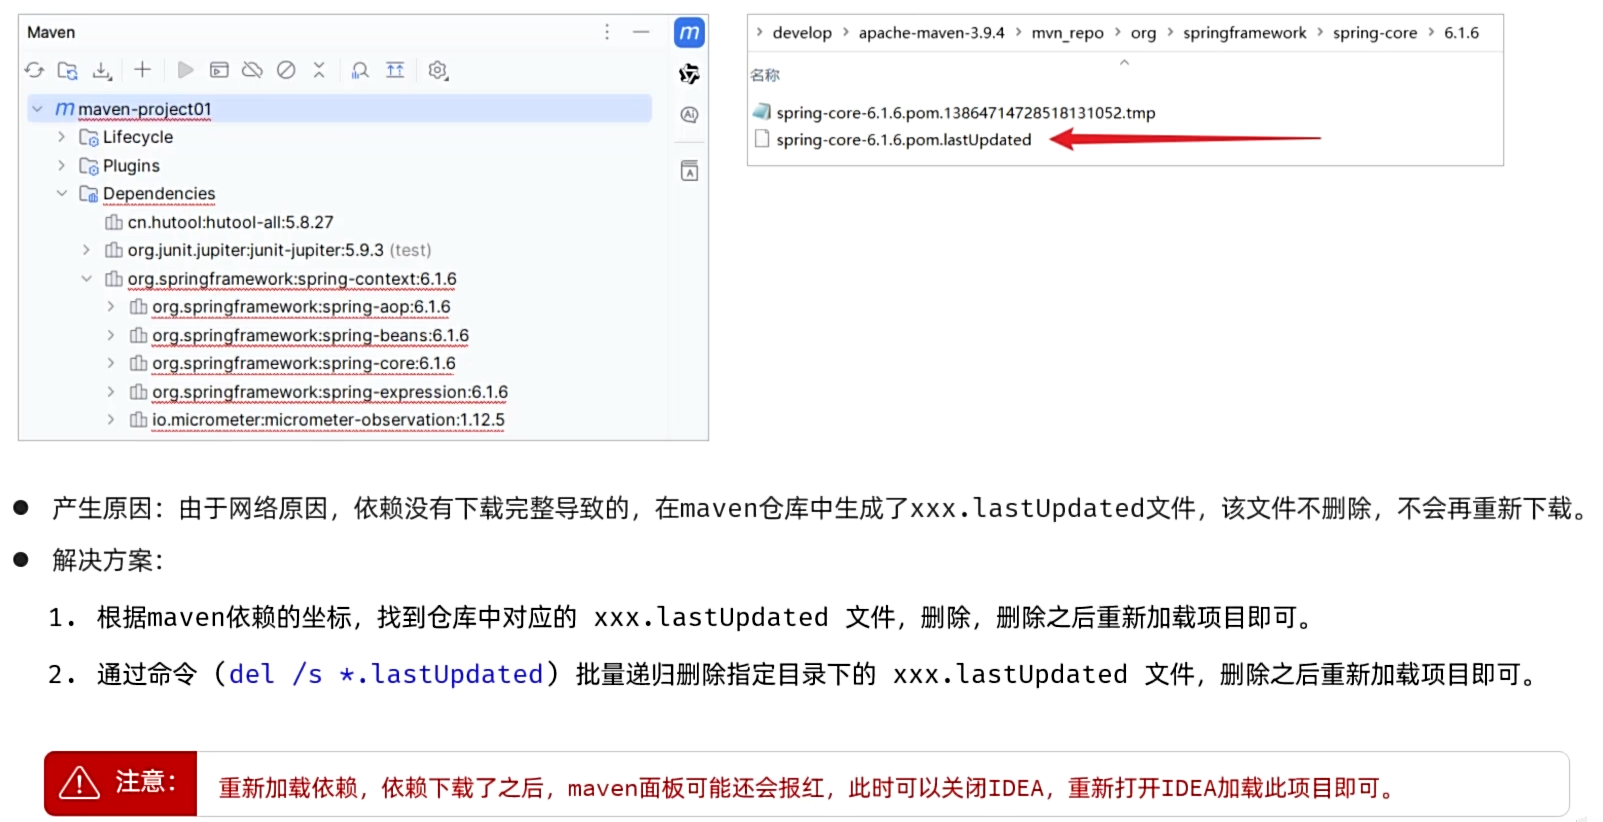 Maven
maven-project01
Lifecycle
Plugins
Dependencies
cn.hutool:hutool-all:5.8.27
org.junit.jupiter:junit-jupiter:5.9.3 (test)
org.springframework:spring-context:6.1.6
org.springframework:spring-aop:6.1.6
org.springframework:spring-beans:6.1.6
org.springframework:spring-core:6.1.6
org.springframework:spring-expression:6.1.6
io.micrometer:micrometer-observation:1.12.5
> develop > apache-maven-3.9.4 > mvn_repo > org > springframework > spring-core > 6.1.6
名称
spring-core-6.1.6.pom.13864714728518131052.tmp
spring-core-6.1.6.pom.lastUpdated
● 产生原因：由于网络原因，依赖没有下载完整导致的，在maven仓库中生成了xxx.lastUpdated文件，该文件不删除，不会再重新下载。
● 解决方案：
1. 根据maven依赖的坐标，找到仓库中对应的 xxx.lastUpdated 文件，删除，删除之后重新加载项目即可。
2. 通过命令（del /s *.lastUpdated）批量递归删除指定目录下的 xxx.lastUpdated 文件，删除之后重新加载项目即可。
注意：
重新加载依赖，依赖下载了之后，maven面板可能还会报红，此时可以关闭IDEA，重新打开IDEA加载此项目即可。